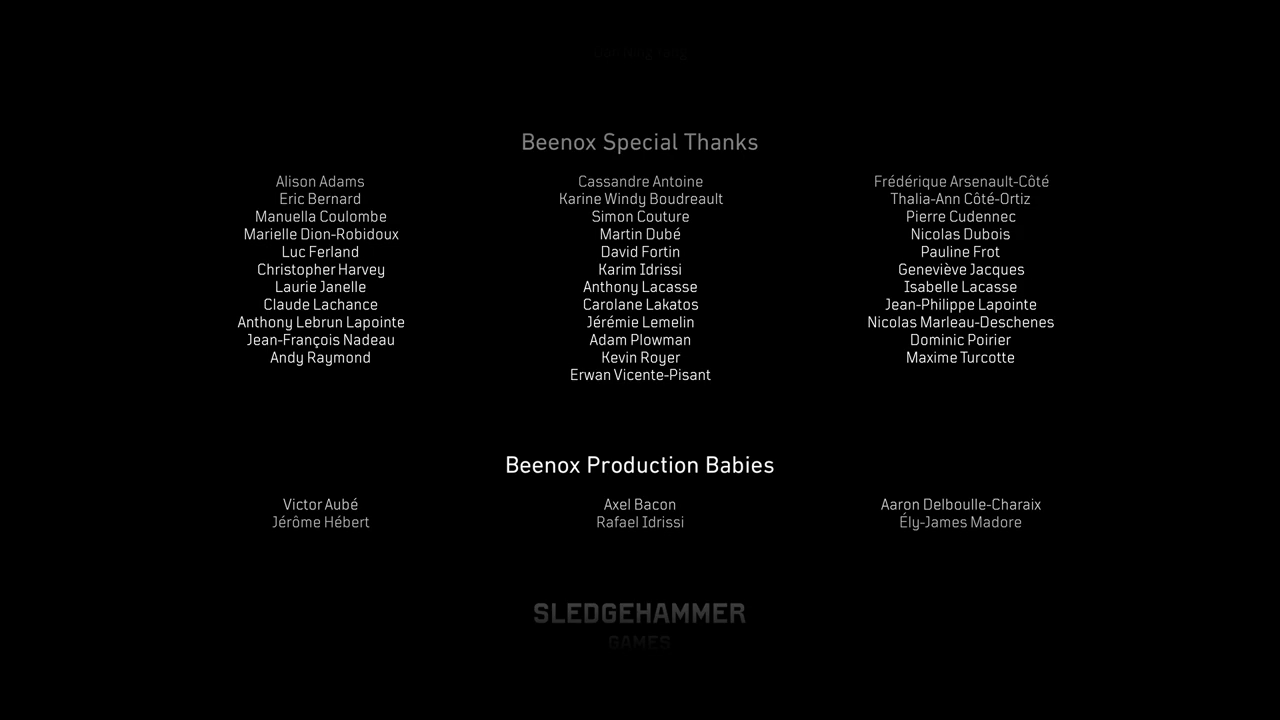 Beenox Special Thanks
Alison Adams Cassandre Antoine Frédérique Arsenault-Côté
Eric Bernard Karine Windy Boudreault Thalia-Ann Côté-Ortiz
Manuella Coulombe Simon Couture Pierre Cudennec
Marielle Dion-Robidoux Martin Dubé Nicolas Dubois
Luc Ferland David Fortin Pauline Frot
Christopher Harvey Karim Idrissi Geneviève Jacques
Laurie Janelle Anthony Lacasse Isabelle Lacasse
Claude Lachance Carolane Lakatos Jean-Philippe Lapointe
Anthony Lebrun Lapointe Jérémie Lemelin Nicolas Marleau-Deschenes
Jean-François Nadeau Adam Plowman Dominic Poirier
Andy Raymond Kevin Royer Maxime Turcotte
Erwan Vicente-Pisant
Beenox Production Babies
Victor Aubé Axel Bacon Aaron Delboulle-Charaix
Jérôme Hébert Rafael Idrissi Ély-James Madore
SLEDGEHAMMER
GAMES